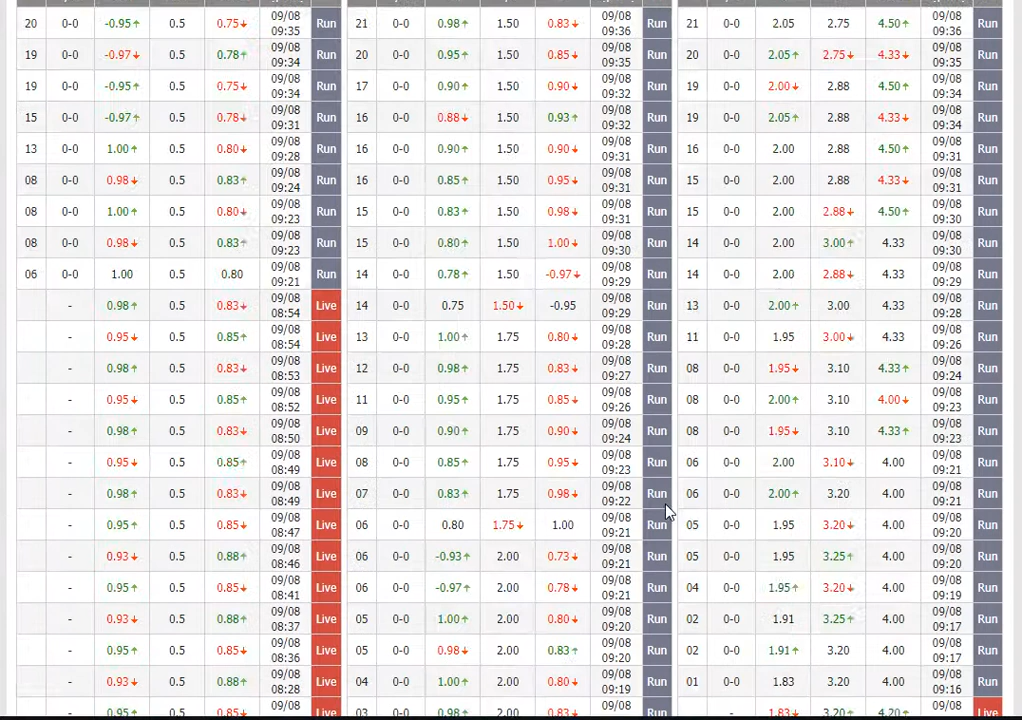 20 0-0 -0.95↑ 0.5 0.75↓ 09/08 09:35 Run
19 0-0 -0.97↓ 0.5 0.78↑ 09/08 09:34 Run
19 0-0 -0.95↑ 0.5 0.75↓ 09/08 09:34 Run
15 0-0 -0.97↑ 0.5 0.78↓ 09/08 09:31 Run
13 0-0 1.00↑ 0.5 0.80↓ 09/08 09:28 Run
08 0-0 0.98↓ 0.5 0.83↑ 09/08 09:24 Run
08 0-0 1.00↑ 0.5 0.80↓ 09/08 09:23 Run
08 0-0 0.98↓ 0.5 0.83↑ 09/08 09:23 Run
06 0-0 1.00 0.5 0.80 09/08 09:21 Run
- 0.98↑ 0.5 0.83↓ 09/08 08:54 Live
- 0.95↓ 0.5 0.85↑ 09/08 08:54 Live
- 0.98↑ 0.5 0.83↓ 09/08 08:53 Live
- 0.95↓ 0.5 0.85↑ 09/08 08:52 Live
- 0.98↑ 0.5 0.83↓ 09/08 08:50 Live
- 0.95↓ 0.5 0.85↑ 09/08 08:49 Live
- 0.98↑ 0.5 0.83↓ 09/08 08:49 Live
- 0.95↑ 0.5 0.85↓ 09/08 08:47 Live
- 0.93↓ 0.5 0.88↑ 09/08 08:46 Live
- 0.95↑ 0.5 0.85↓ 09/08 08:41 Live
- 0.93↓ 0.5 0.88↑ 09/08 08:37 Live
- 0.95↑ 0.5 0.85↓ 09/08 08:36 Live
- 0.93↓ 0.5 0.88↑ 09/08 08:28 Live
- 0.95↑ 0.5 0.85↓ 09/08 Live
21 0-0 0.98↑ 1.50 0.83↓ 09/08 09:36 Run
20 0-0 0.95↑ 1.50 0.85↓ 09/08 09:35 Run
17 0-0 0.90↑ 1.50 0.90↓ 09/08 09:32 Run
16 0-0 0.88↓ 1.50 0.93↑ 09/08 09:32 Run
16 0-0 0.90↑ 1.50 0.90↓ 09/08 09:31 Run
16 0-0 0.85↑ 1.50 0.95↓ 09/08 09:31 Run
15 0-0 0.83↑ 1.50 0.98↓ 09/08 09:31 Run
15 0-0 0.80↑ 1.50 1.00↓ 09/08 09:30 Run
14 0-0 0.78↑ 1.50 -0.97↓ 09/08 09:29 Run
14 0-0 0.75 1.50↓ -0.95 09/08 09:29 Run
13 0-0 1.00↑ 1.75 0.80↓ 09/08 09:28 Run
12 0-0 0.98↑ 1.75 0.83↓ 09/08 09:27 Run
11 0-0 0.95↑ 1.75 0.85↓ 09/08 09:26 Run
09 0-0 0.90↑ 1.75 0.90↓ 09/08 09:24 Run
08 0-0 0.85↑ 1.75 0.95↓ 09/08 09:23 Run
07 0-0 0.83↑ 1.75 0.98↓ 09/08 09:22 Run
06 0-0 0.80 1.75↓ 1.00 09/08 09:21 Run
06 0-0 -0.93↑ 2.00 0.73↓ 09/08 09:21 Run
06 0-0 -0.97↑ 2.00 0.78↓ 09/08 09:21 Run
05 0-0 1.00↑ 2.00 0.80↓ 09/08 09:20 Run
05 0-0 0.98↓ 2.00 0.83↑ 09/08 09:20 Run
04 0-0 1.00↑ 2.00 0.80↓ 09/08 09:19 Run
03 0-0 0.98↑ 2.00 0.83↓ 09/08 Run
21 0-0 2.05 2.75 4.50↑ 09/08 09:36 Run
20 0-0 2.05↑ 2.75↓ 4.33↓ 09/08 09:35 Run
19 0-0 2.00↓ 2.88 4.50↑ 09/08 09:34 Run
19 0-0 2.05↑ 2.88 4.33↓ 09/08 09:34 Run
16 0-0 2.00 2.88 4.50↑ 09/08 09:31 Run
15 0-0 2.00 2.88 4.33↓ 09/08 09:31 Run
15 0-0 2.00 2.88↓ 4.50↑ 09/08 09:30 Run
14 0-0 2.00 3.00↑ 4.33 09/08 09:30 Run
14 0-0 2.00 2.88↓ 4.33 09/08 09:29 Run
13 0-0 2.00↑ 3.00 4.33 09/08 09:28 Run
11 0-0 1.95 3.00↓ 4.33 09/08 09:26 Run
08 0-0 1.95↓ 3.10 4.33↑ 09/08 09:24 Run
08 0-0 2.00↑ 3.10 4.00↓ 09/08 09:23 Run
08 0-0 1.95↓ 3.10 4.33↑ 09/08 09:23 Run
06 0-0 2.00 3.10↓ 4.00 09/08 09:21 Run
06 0-0 2.00↑ 3.20 4.00 09/08 09:21 Run
05 0-0 1.95 3.20↓ 4.00 09/08 09:20 Run
05 0-0 1.95 3.25↑ 4.00 09/08 09:20 Run
04 0-0 1.95↑ 3.20↓ 4.00 09/08 09:19 Run
02 0-0 1.91 3.25↑ 4.00 09/08 09:17 Run
02 0-0 1.91↑ 3.20 4.00 09/08 09:17 Run
01 0-0 1.83 3.20 4.00 09/08 09:16 Run
- 1.83↓ 3.20↑ 4.20↑ 09/08 Live